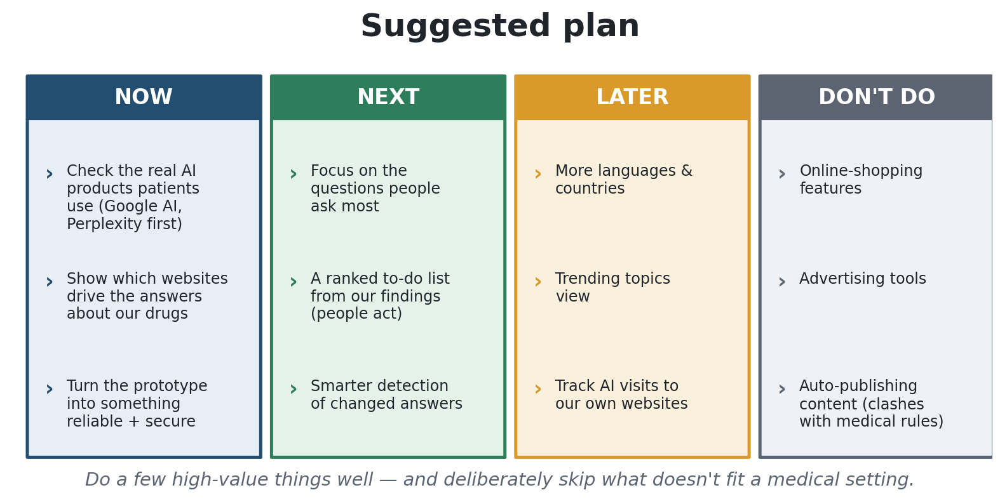 Suggested plan
NOW
› Check the real AI
products patients
use (Google AI,
Perplexity first)
› Show which websites
drive the answers
about our drugs
› Turn the prototype
into something
reliable + secure
NEXT
› Focus on the
questions people
ask most
› A ranked to-do list
from our findings
(people act)
› Smarter detection
of changed answers
LATER
› More languages &
countries
› Trending topics
view
› Track AI visits to
our own websites
DON'T DO
› Online-shopping
features
› Advertising tools
› Auto-publishing
content (clashes
with medical rules)
Do a few high-value things well — and deliberately skip what doesn't fit a medical setting.